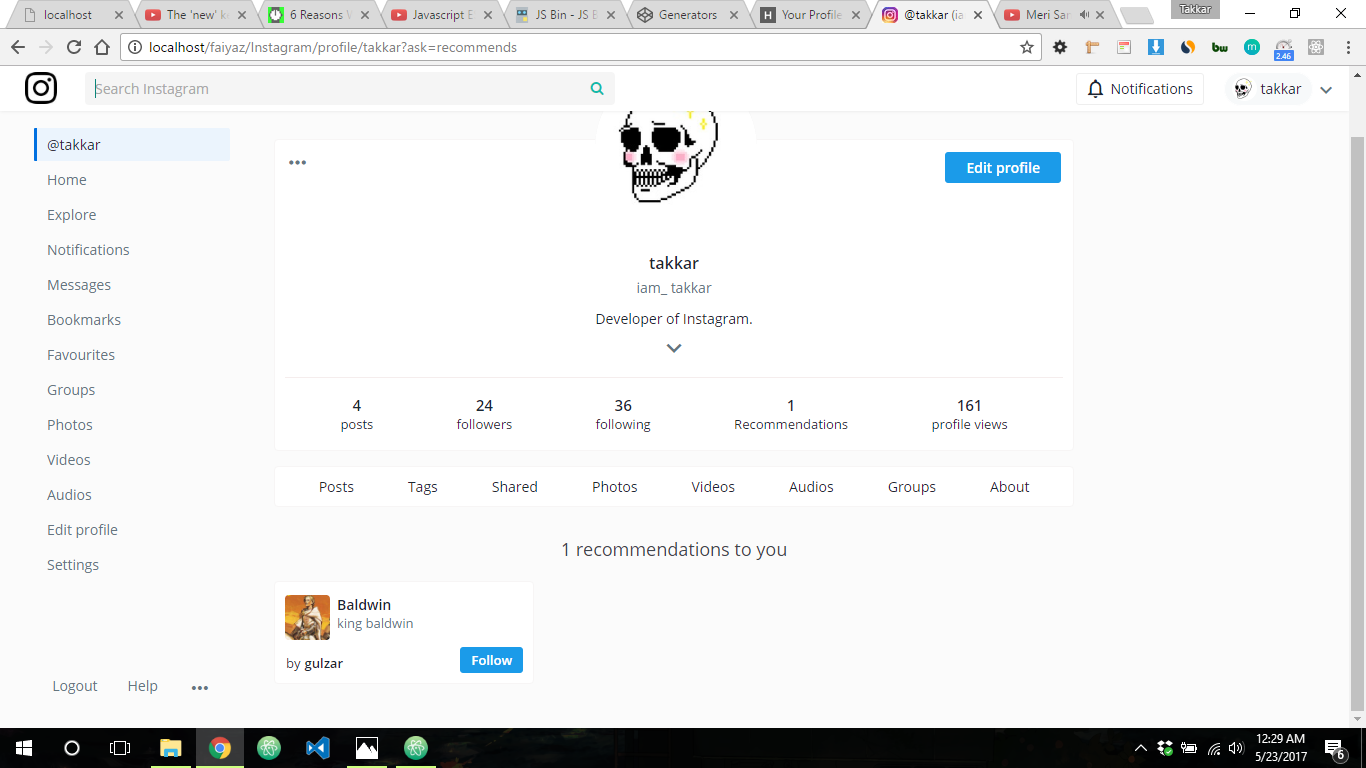 localhost
The 'new' k
6 Reasons W
Javascript E
JS Bin - JS B
Generators
Your Profile
@takkar (ia
Meri Sar
Takkar
localhost/faiyaz/Instagram/profile/takkar?ask=recommends
bw
m
2.46
Search Instagram
Notifications
takkar
@takkar
Home
Explore
Notifications
Messages
Bookmarks
Favourites
Groups
Photos
Videos
Audios
Edit profile
Settings
Logout Help
Edit profile
takkar
iam_ takkar
Developer of Instagram.
4 24 36 1 161
posts followers following Recommendations profile views
Posts Tags Shared Photos Videos Audios Groups About
1 recommendations to you
Baldwin
king baldwin
by gulzar
Follow
12:29 AM
5/23/2017
6